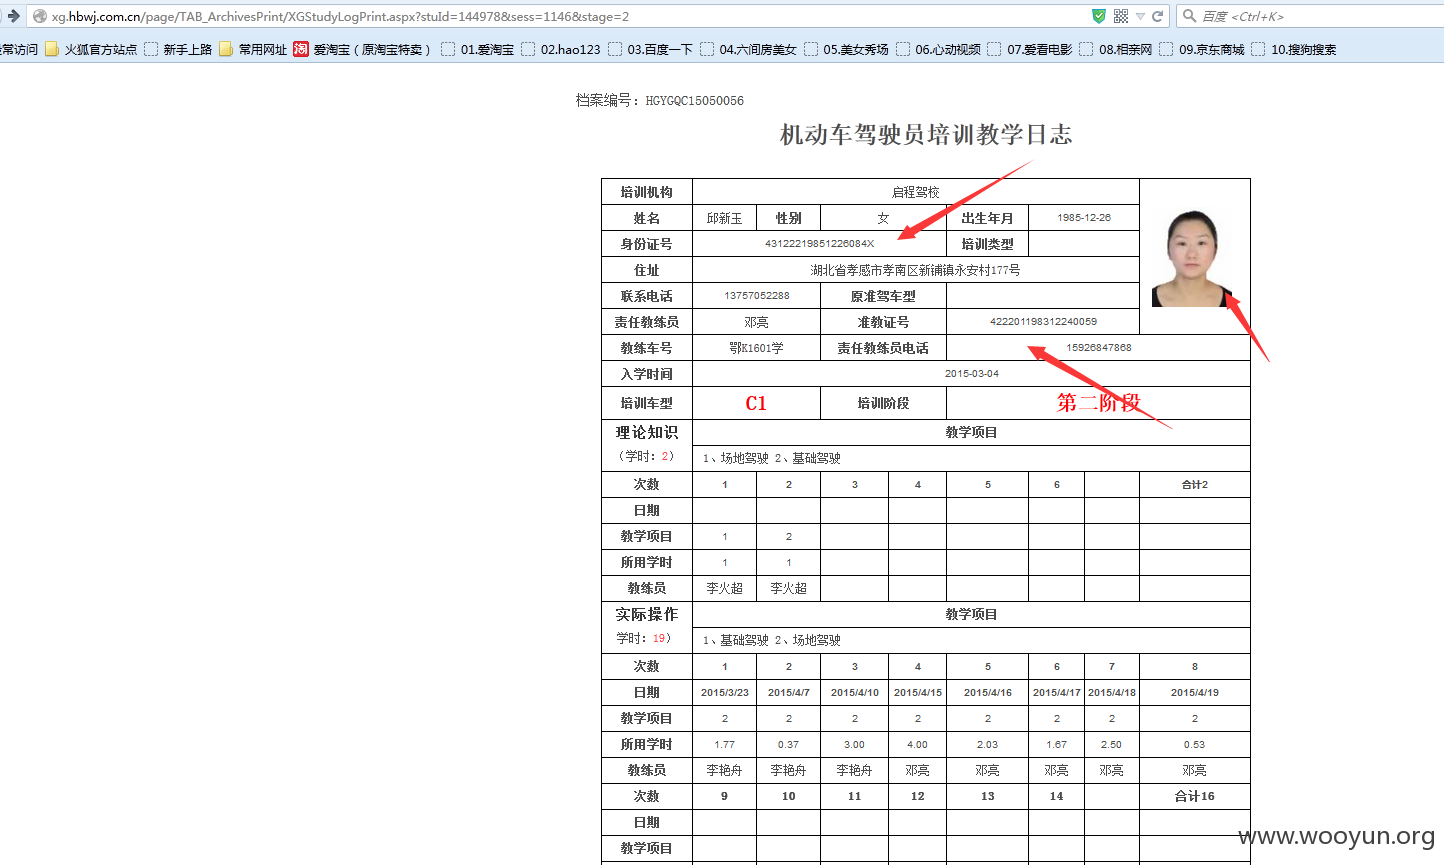 xg.hbwj.com.cn/page/TAB_ArchivesPrint/XGStudyLogPrint.aspx?stuId=144978&sess=1146&stage=2 百度 <Ctrl+K>
常访问 火狐官方站点 新手上路 常用网址 爱淘宝（原淘宝特卖） 01.爱淘宝 02.hao123 03.百度一下 04.六间房美女 05.美女秀场 06.心动视频 07.爱看电影 08.相亲网 09.京东商城 10.搜狗搜索
档案编号：HGYGQC15050056
机动车驾驶员培训教学日志
培训机构 启程驾校
姓名 邱新玉 性别 女 出生年月 1985-12-26
身份证号 43122219851226084X 培训类型
住址 湖北省孝感市孝南区新铺镇永安村177号
联系电话 13757052288 原准驾车型
责任教练员 邓亮 准教证号 422201198312240059
教练车号 鄂K1601学 责任教练员电话 15926847868
入学时间 2015-03-04
培训车型 C1 培训阶段 第二阶段
理论知识 教学项目
（学时：2） 1、场地驾驶 2、基础驾驶
次数 1 2 3 4 5 6 合计2
日期
教学项目 1 2
所用学时 1 1
教练员 李火超 李火超
实际操作 教学项目
学时：19） 1、基础驾驶 2、场地驾驶
次数 1 2 3 4 5 6 7 8
日期 2015/3/23 2015/4/7 2015/4/10 2015/4/15 2015/4/16 2015/4/17 2015/4/18 2015/4/19
教学项目 2 2 2 2 2 2 2 2
所用学时 1.77 0.37 3.00 4.00 2.03 1.67 2.50 0.53
教练员 李艳舟 李艳舟 李艳舟 邓亮 邓亮 邓亮 邓亮 邓亮
次数 9 10 11 12 13 14 合计16
日期
教学项目
www.wooyun.org